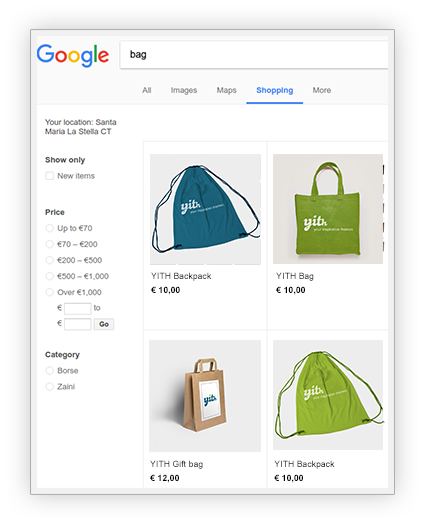 Google
bag
All Images Maps Shopping More
Your location: Santa
Maria La Stella CT
Show only
New items
Price
Up to €70
€70 – €200
€200 – €500
€500 – €1,000
Over €1,000
€ to
€ Go
Category
Borse
Zaini
yith
YITH Backpack
€ 10,00
yith
YITH Bag
€ 10,00
yith
YITH Gift bag
€ 12,00
yith
YITH Backpack
€ 10,00